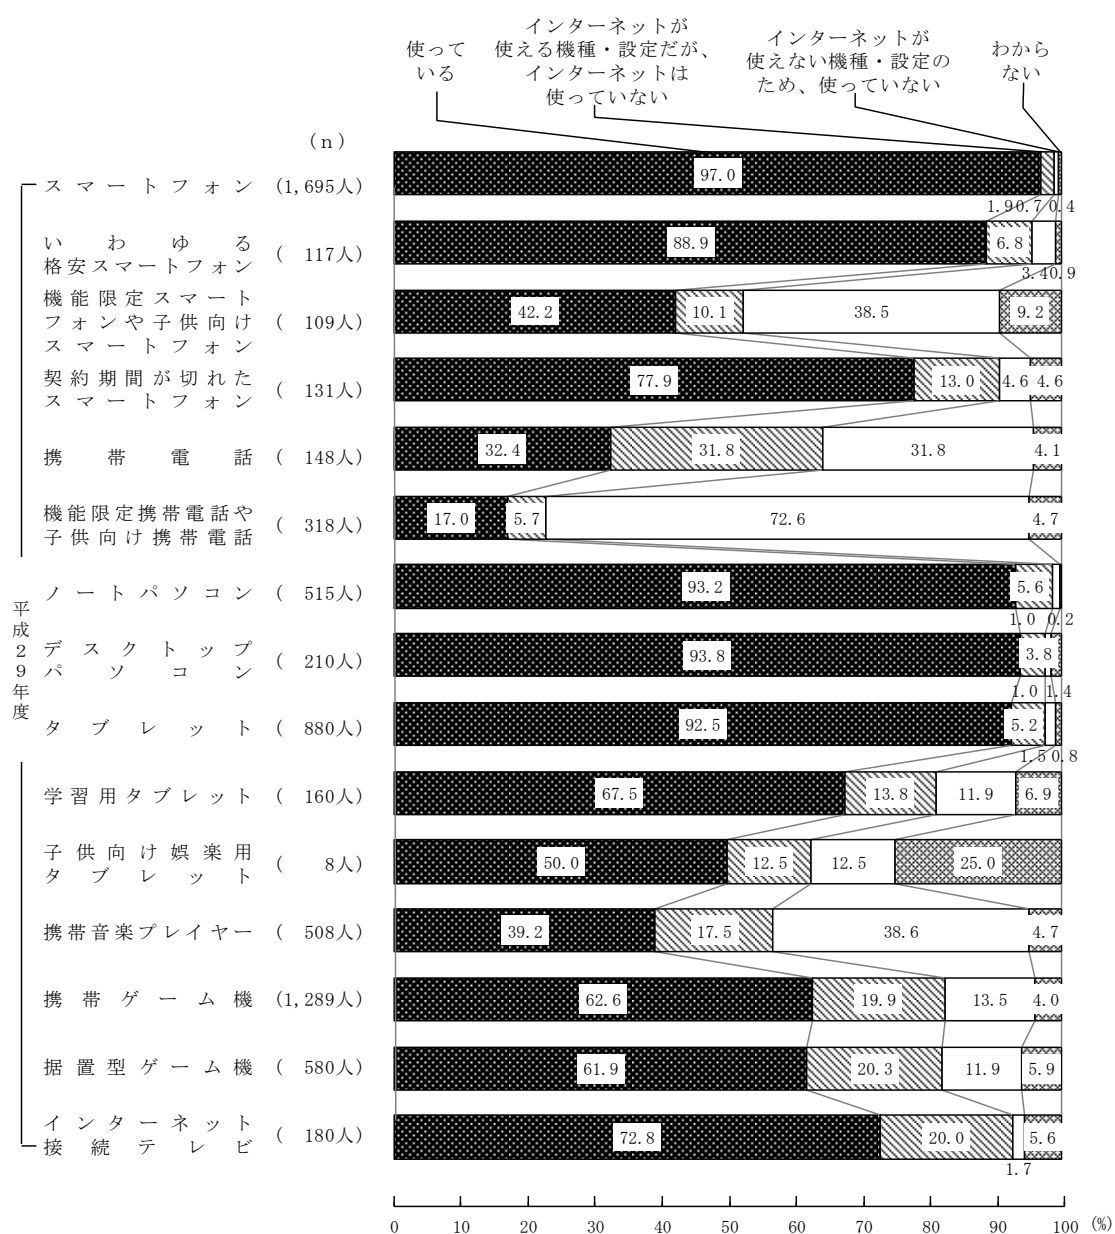 使って
いる
インターネットが
使える機種・設定だが、
インターネットは
使っていない
インターネットが
使えない機種・設定の
ため、使っていない
わから
ない
(n)
スマートフォン (1,695人) 97.0
1.9 0.7 0.4
いわゆる
格安スマートフォン ( 117人) 88.9 6.8
3.4 0.9
機能限定スマート
フォンや子供向け ( 109人) 42.2 10.1 38.5 9.2
スマートフォン
契約期間が切れた
スマートフォン ( 131人) 77.9 13.0 4.6 4.6
携帯電話 ( 148人) 32.4 31.8 31.8 4.1
機能限定携帯電話や
子供向け携帯電話 ( 318人) 17.0 5.7 72.6 4.7
ノートパソコン ( 515人) 93.2 5.6
1.0 0.2
平成29年度
デスクトップ
パソコン ( 210人) 93.8 3.8
1.0 1.4
タブレット ( 880人) 92.5 5.2
1.5 0.8
学習用タブレット ( 160人) 67.5 13.8 11.9 6.9
子供向け娯楽用
タブレット ( 8人) 50.0 12.5 12.5 25.0
携帯音楽プレイヤー ( 508人) 39.2 17.5 38.6 4.7
携帯ゲーム機 (1,289人) 62.6 19.9 13.5 4.0
据置型ゲーム機 ( 580人) 61.9 20.3 11.9 5.9
インターネット
接続テレビ ( 180人) 72.8 20.0 5.6
1.7
0 10 20 30 40 50 60 70 80 90 100 (%)